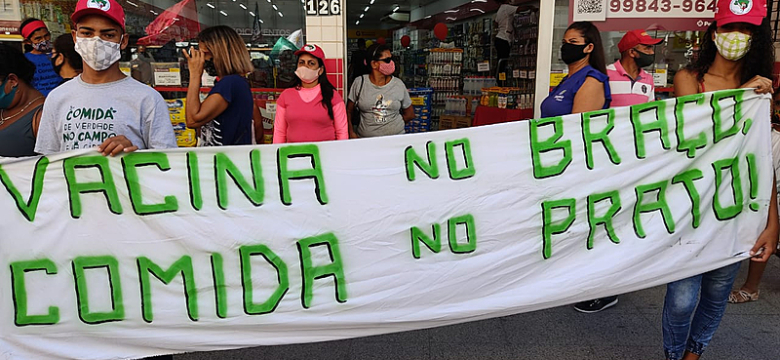 126
99843-964
COMIDA
DE VERDADE
NO CAMPO
VACINA NO BRAÇO,
COMIDA NO PRATO!